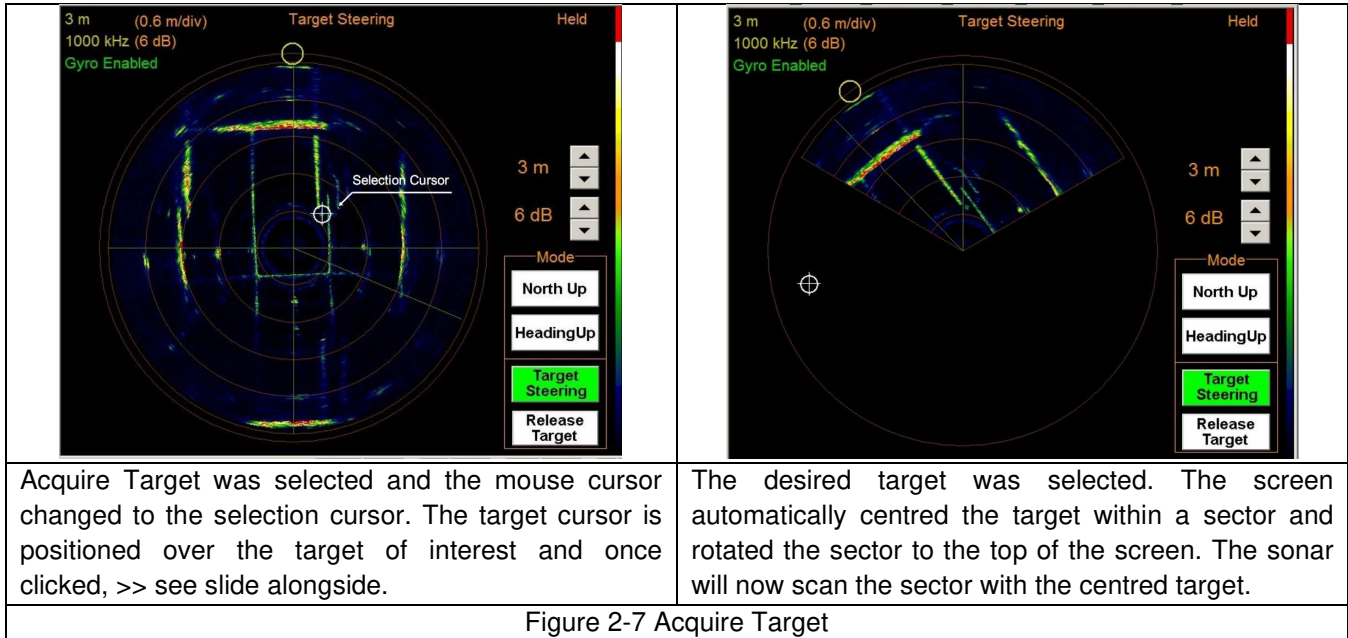 3 m (0.6 m/div) Target Steering Held
1000 kHz (6 dB)
Gyro Enabled
Selection Cursor
3 m
6 dB
Mode
North Up
HeadingUp
Target
Steering
Release
Target
3 m (0.6 m/div) Target Steering Held
1000 kHz (6 dB)
Gyro Enabled
3 m
6 dB
Mode
North Up
HeadingUp
Target
Steering
Release
Target
Acquire Target was selected and the mouse cursor
changed to the selection cursor. The target cursor is
positioned over the target of interest and once
clicked, >> see slide alongside.
The desired target was selected. The screen
automatically centred the target within a sector and
rotated the sector to the top of the screen. The sonar
will now scan the sector with the centred target.
Figure 2-7 Acquire Target